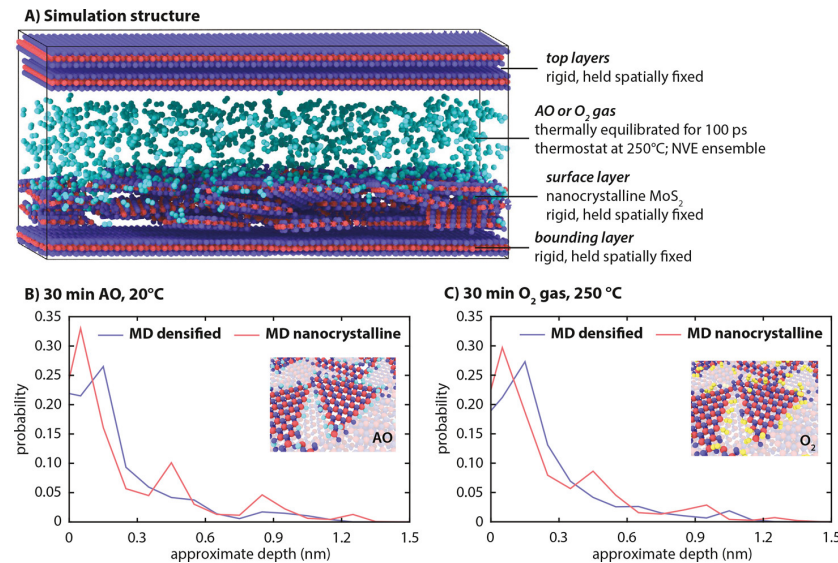 A) Simulation structure
top layers
rigid, held spatially fixed
AO or O₂ gas
thermally equilibrated for 100 ps
thermostat at 250°C; NVE ensemble
surface layer
nanocrystalline MoS₂
rigid, held spatially fixed
bounding layer
rigid, held spatially fixed
B) 30 min AO, 20°C
0.35
0.30
0.25
0.20
0.15
0.10
0.05
0
probability
MD densified
MD nanocrystalline
AO
0
0.3
0.6
0.9
1.2
1.5
approximate depth (nm)
C) 30 min O₂ gas, 250 °C
0.35
0.30
0.25
0.20
0.15
0.10
0.05
0
probability
MD densified
MD nanocrystalline
O₂
0
0.3
0.6
0.9
1.2
1.5
approximate depth (nm)